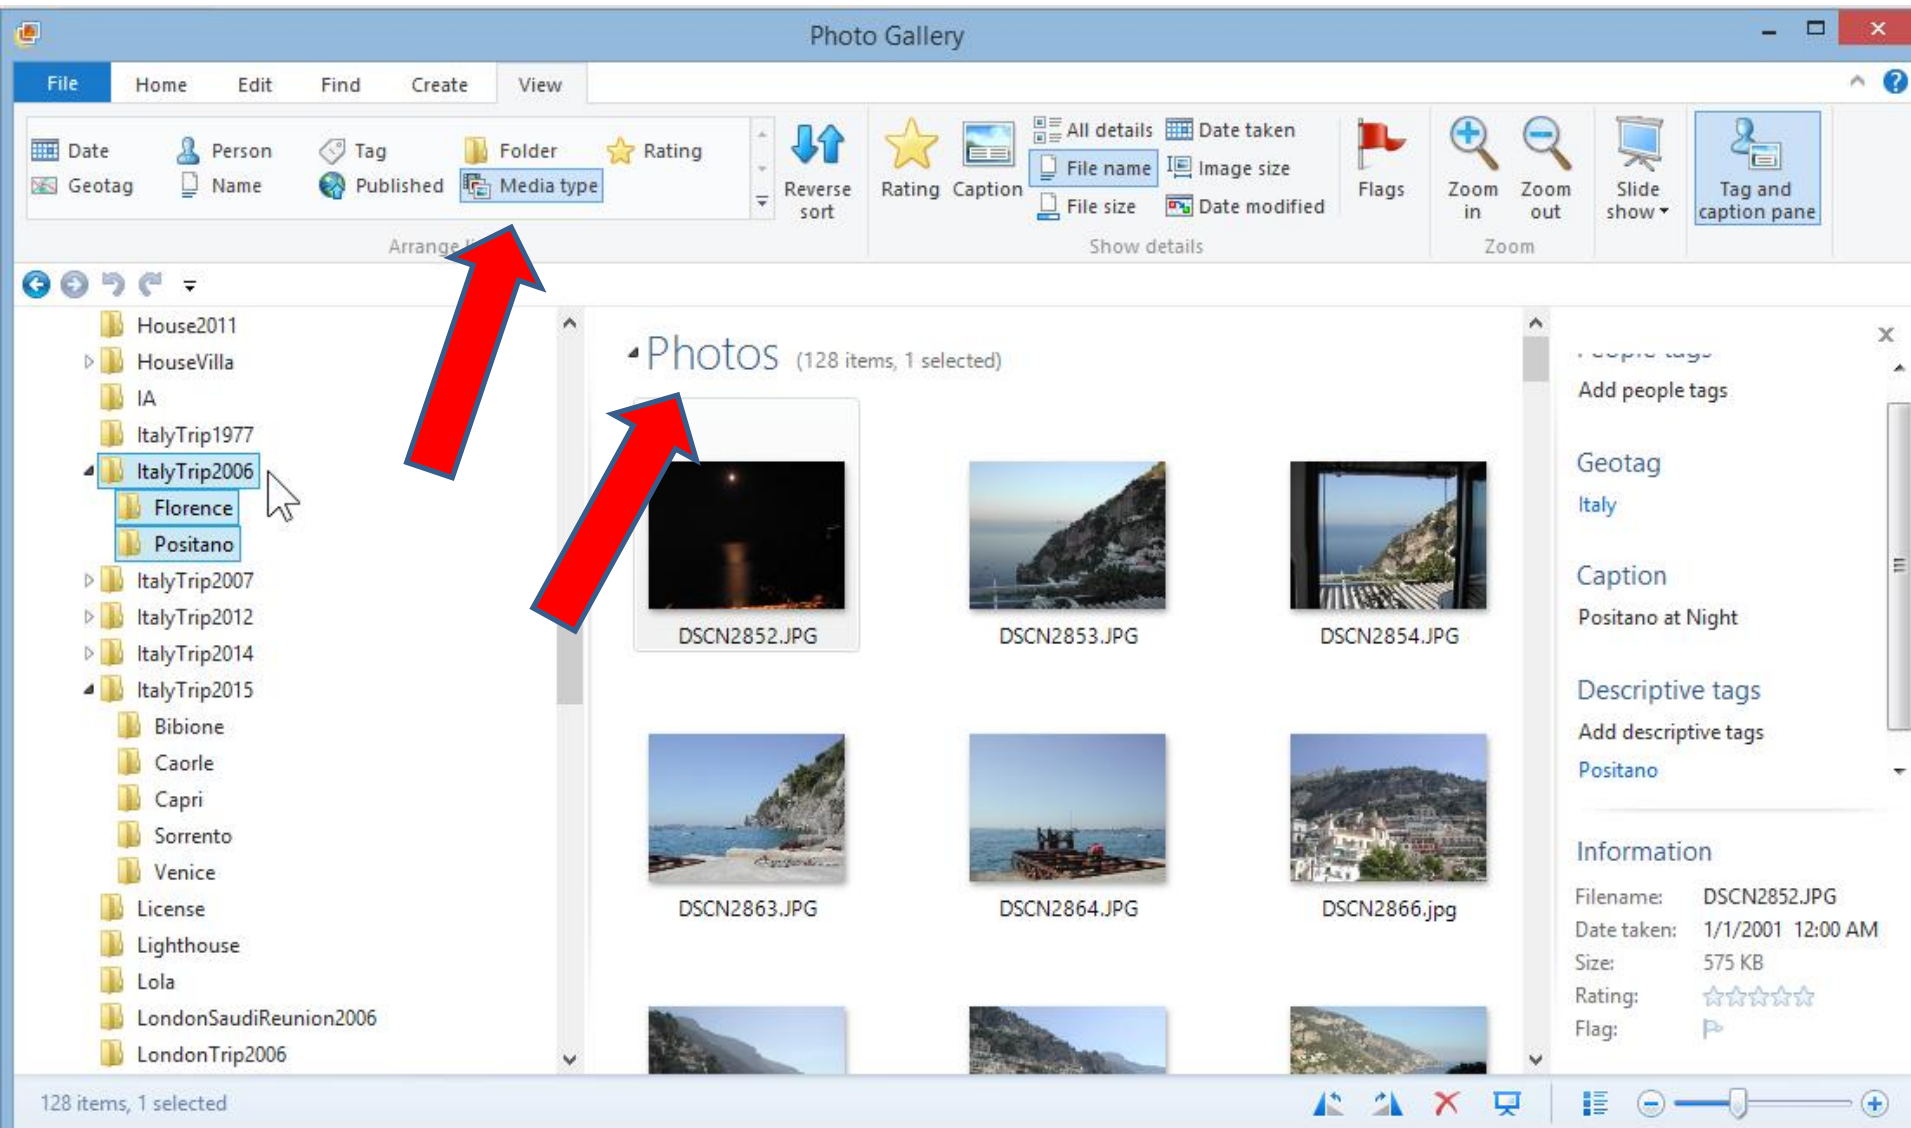 Photo Gallery
File Home Edit Find Create View
Date Person Tag Folder Rating
Geotag Name Published Media type
Reverse sort
Rating Caption
All details Date taken
File name Image size
File size Date modified
Flags
Zoom in
Zoom out
Slide show
Tag and caption pane
Show details
Zoom
House2011
HouseVilla
IA
ItalyTrip1977
ItalyTrip2006
Florence
Positano
ItalyTrip2007
ItalyTrip2012
ItalyTrip2014
ItalyTrip2015
Bibione
Caorle
Capri
Sorrento
Venice
License
Lighthouse
Lola
LondonSaudiReunion2006
LondonTrip2006
Photos (128 items, 1 selected)
DSCN2852.JPG DSCN2853.JPG DSCN2854.JPG
DSCN2863.JPG DSCN2864.JPG DSCN2866.jpg
Add people tags
Geotag
Italy
Caption
Positano at Night
Descriptive tags
Add descriptive tags
Positano
Information
Filename: DSCN2852.JPG
Date taken: 1/1/2001 12:00 AM
Size: 575 KB
Rating:
Flag:
128 items, 1 selected